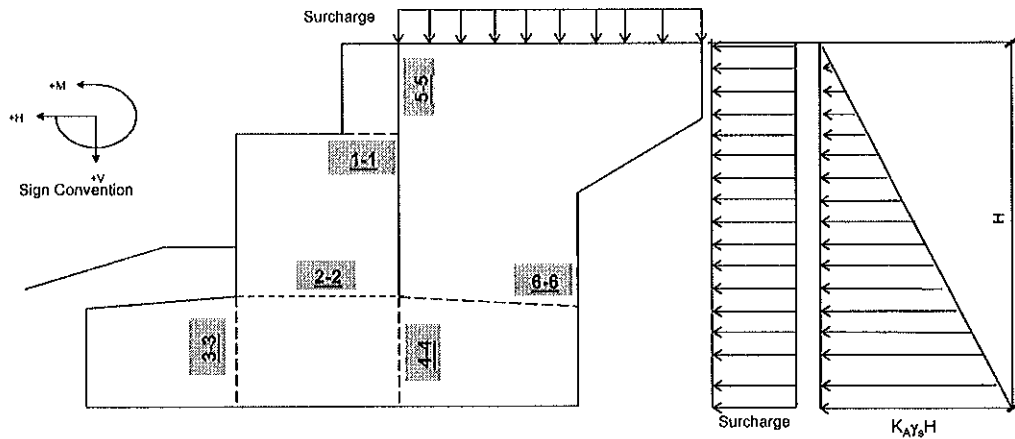 Surcharge
5-5
+M
+H
+V
Sign Convention
1-1
H
2-2
6-6
3-3
4-4
Surcharge
KAγsH